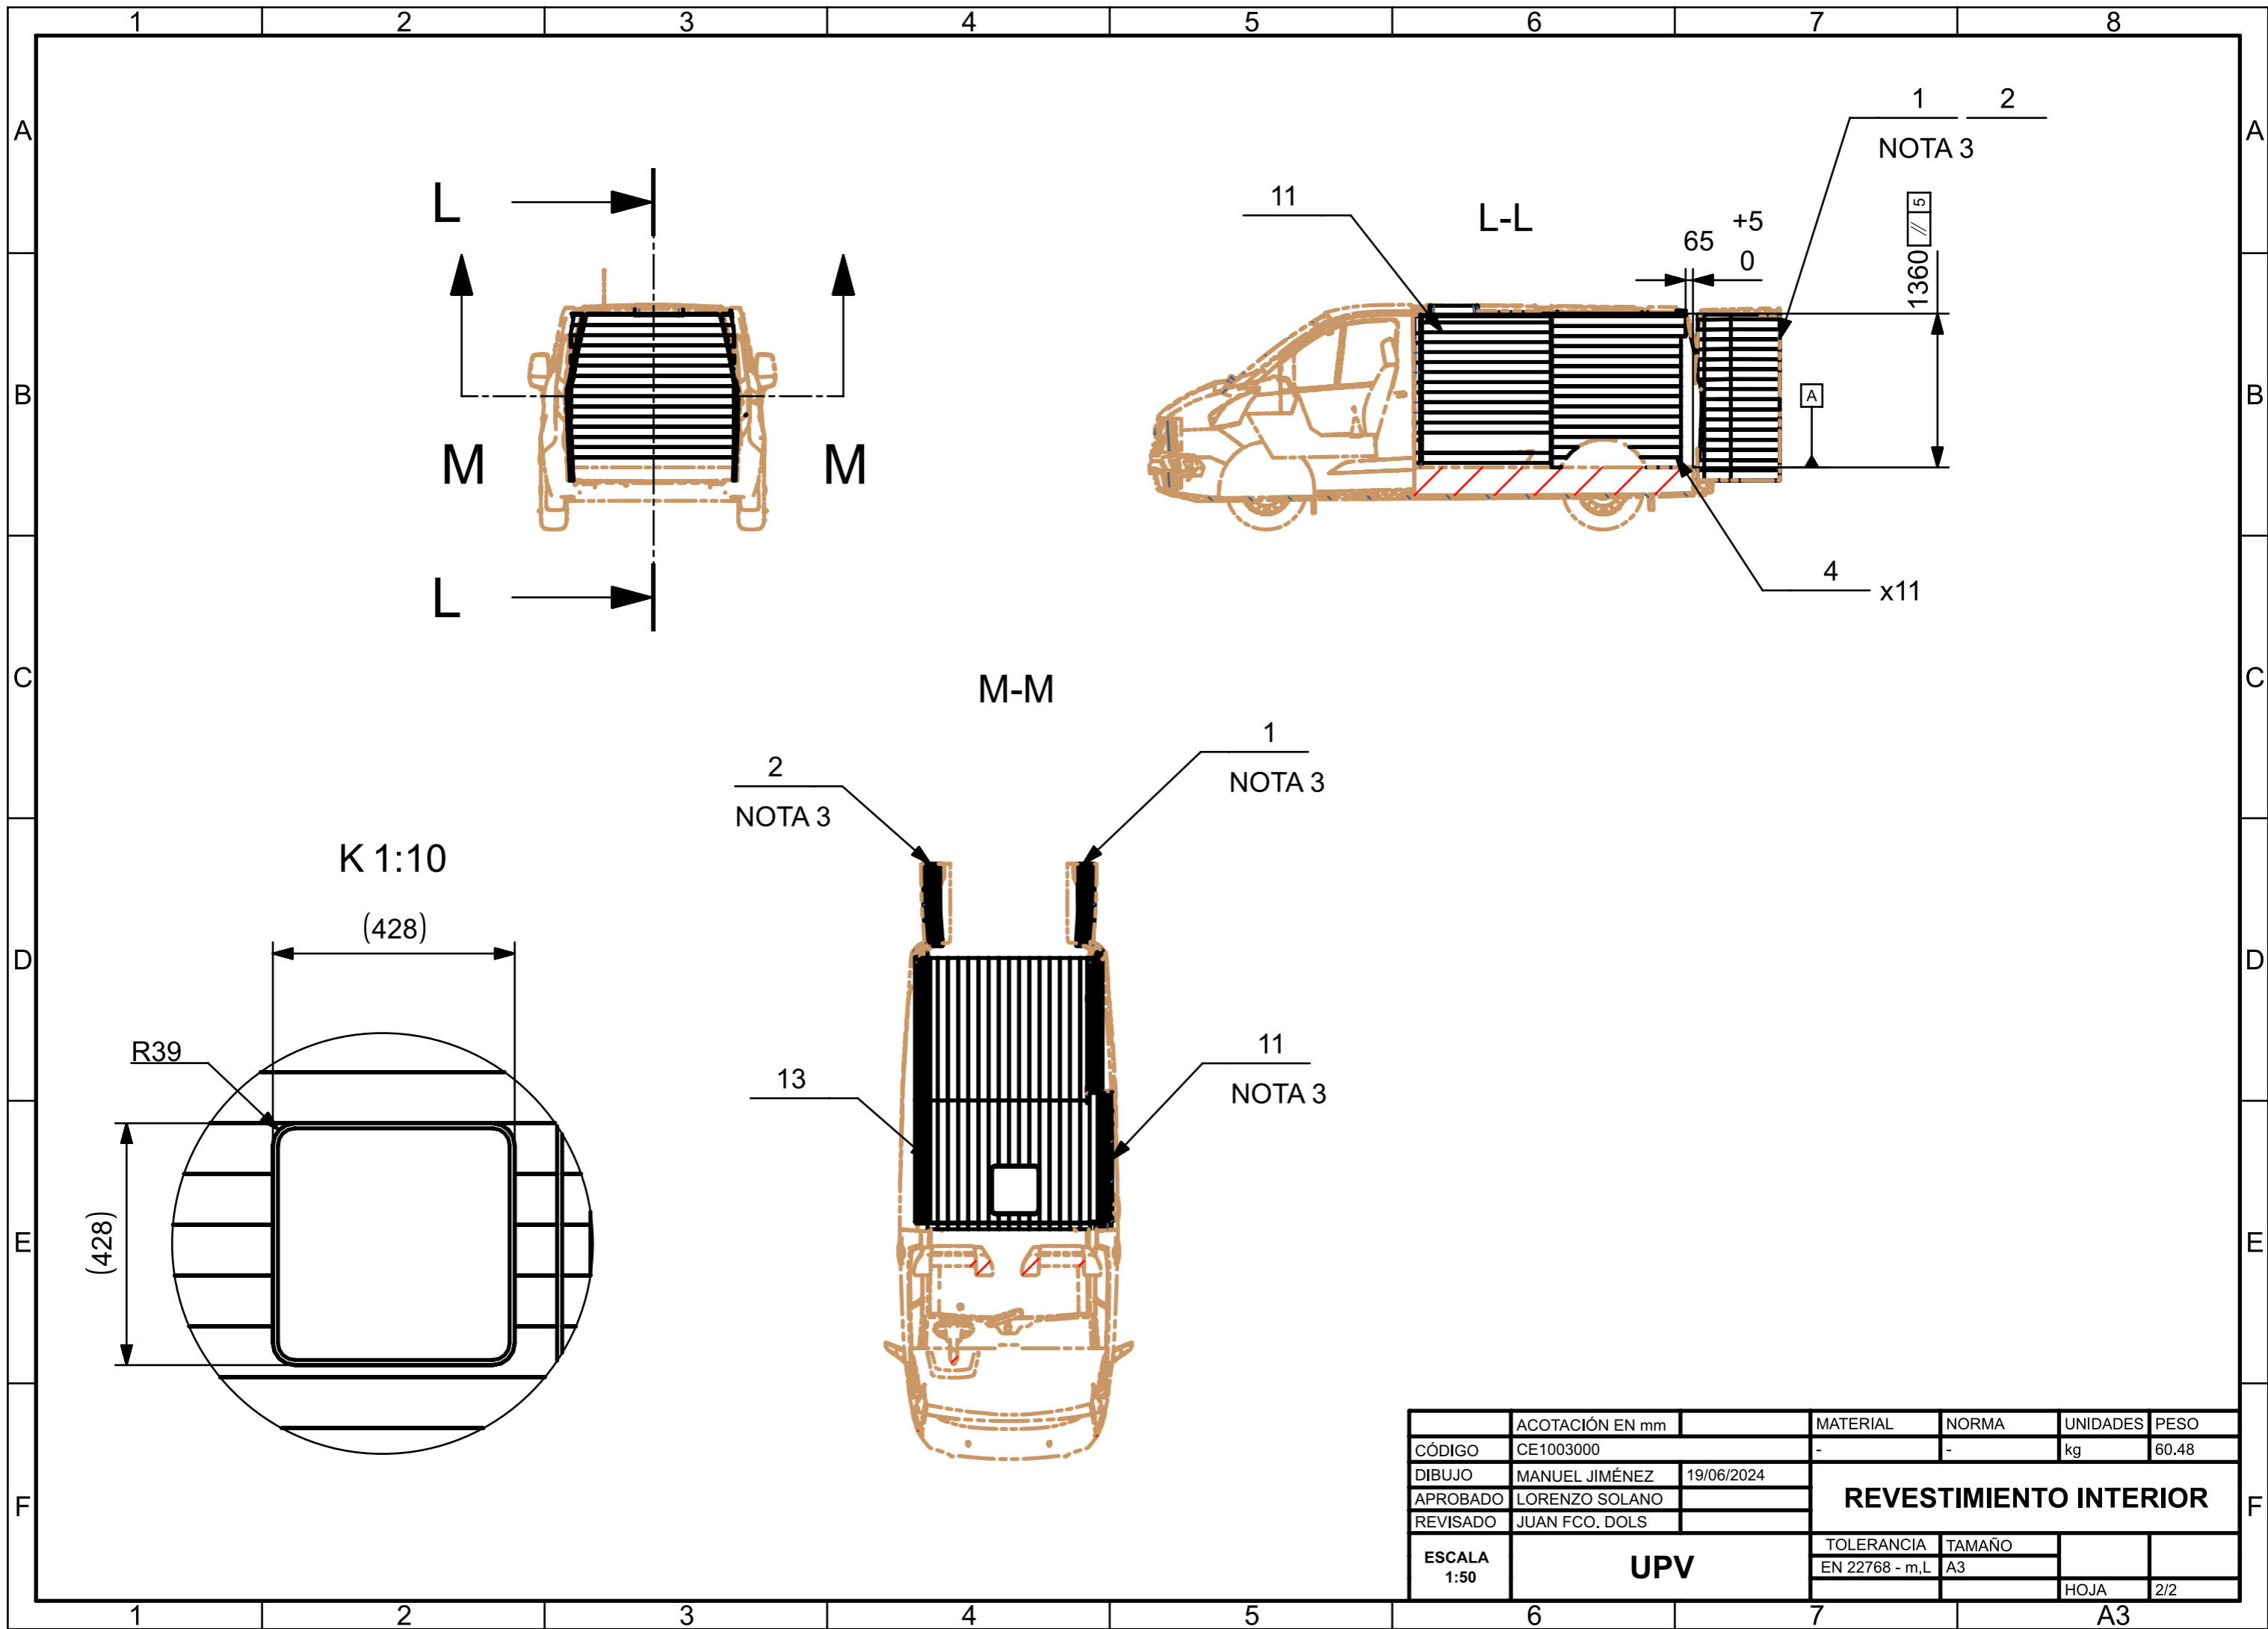 1 2 3 4 5 6 7 8
A A
1 2
NOTA 3
L
11
L-L
65 +5 0
1360 // 5
B B
A
M M
L
4 x11
C C
M-M
1
NOTA 3
2
NOTA 3
K 1:10
(428)
D D
R39
13
11
NOTA 3
(428)
E E
F F
ACOTACIÓN EN mm MATERIAL NORMA UNIDADES PESO
CÓDIGO CE1003000 - - kg 60.48
DIBUJO MANUEL JIMÉNEZ 19/06/2024
APROBADO LORENZO SOLANO
REVESTIMIENTO INTERIOR
REVISADO JUAN FCO. DOLS
ESCALA 1:50
UPV
TOLERANCIA TAMAÑO
EN 22768 - m,L A3
HOJA 2/2
1 2 3 4 5 6 7 A3